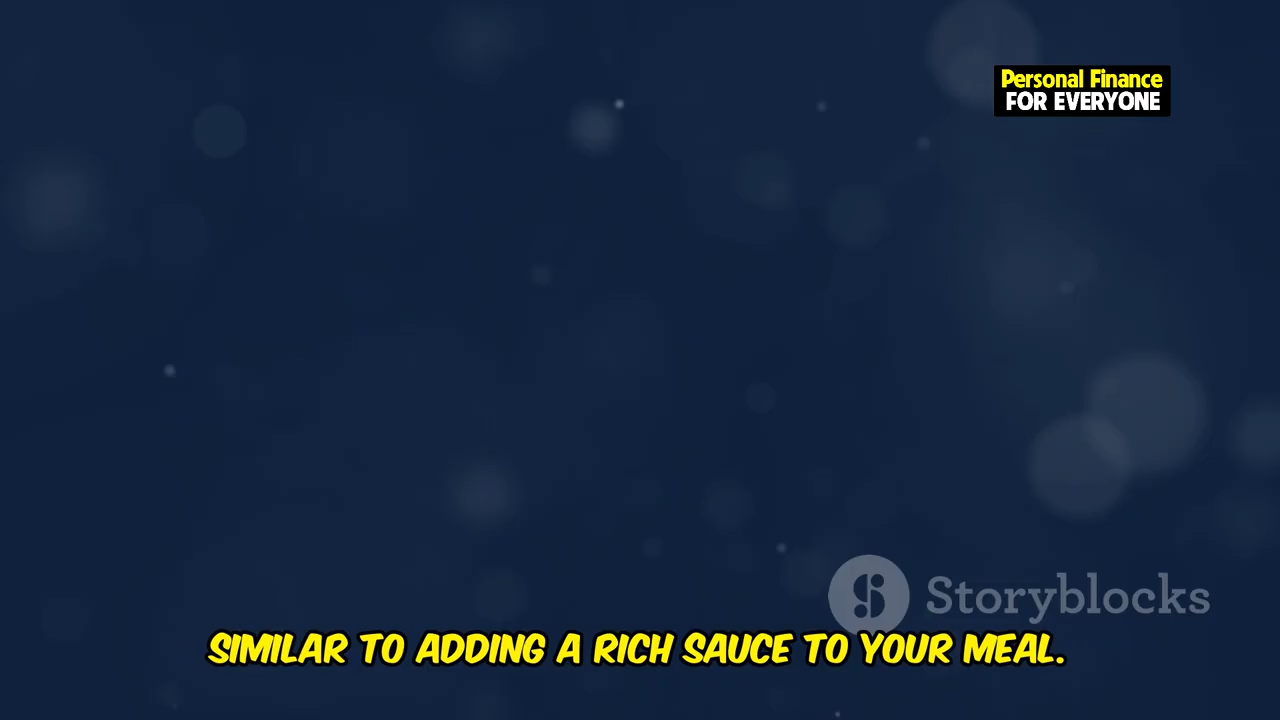 Personal Finance
FOR EVERYONE
Storyblocks
SIMILAR TO ADDING A RICH SAUCE TO YOUR MEAL.